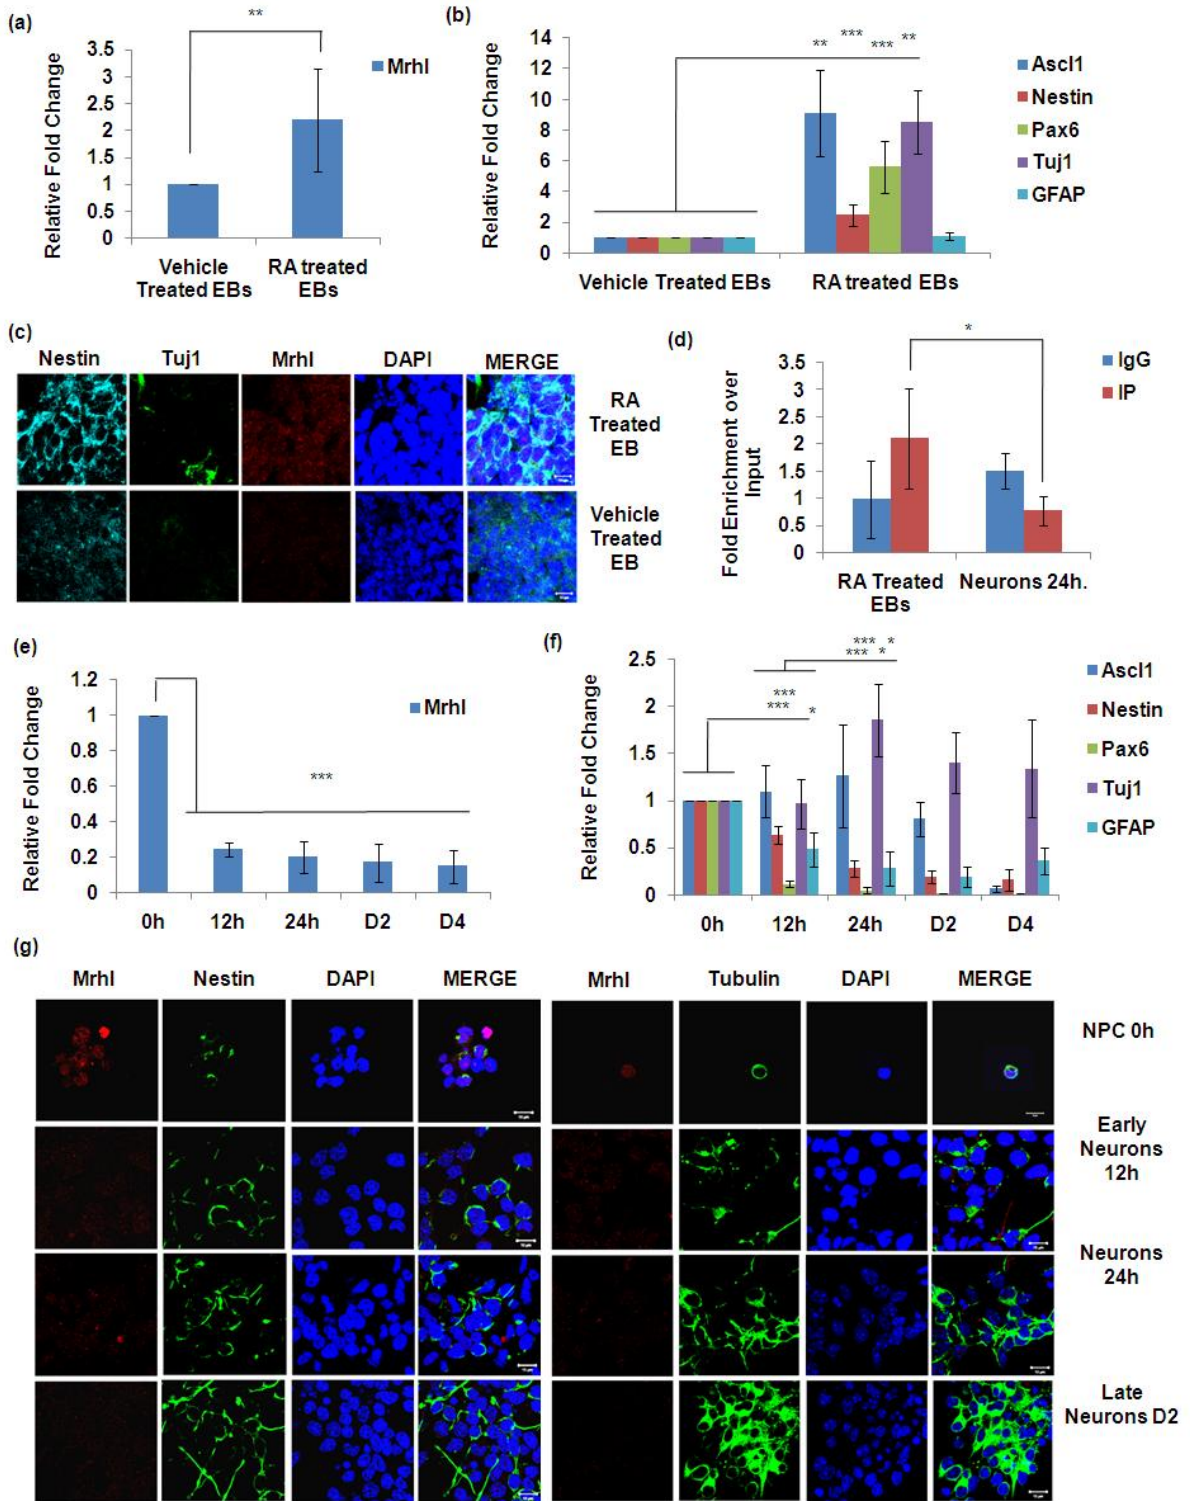 (a)
**
3.5
3
2.5
2
1.5
1
0.5
0
Relative Fold Change
Mrhl
Vehicle
Treated EBs
RA treated
EBs
(b)
14
12
10
8
6
4
2
0
Relative Fold Change
**
***
***
**
Ascl1
Nestin
Pax6
Tuj1
GFAP
Vehicle Treated EBs
RA treated EBs
(c)
Nestin
Tuj1
Mrhl
DAPI
MERGE
RA
Treated
EB
Vehicle
Treated
EB
(d)
*
3.5
3
2.5
2
1.5
1
0.5
0
Fold Enrichment over
Input
IgG
IP
RA Treated
EBs
Neurons 24h.
(e)
1.2
1
0.8
0.6
0.4
0.2
0
Relative Fold Change
***
Mrhl
0h
12h
24h
D2
D4
(f)
2.5
2
1.5
1
0.5
0
Relative Fold Change
*** *
*** *
***
***
*
Ascl1
Nestin
Pax6
Tuj1
GFAP
0h
12h
24h
D2
D4
(g)
Mrhl
Nestin
DAPI
MERGE
Mrhl
Tubulin
DAPI
MERGE
NPC 0h
Early
Neurons
12h
Neurons
24h
Late
Neurons D2